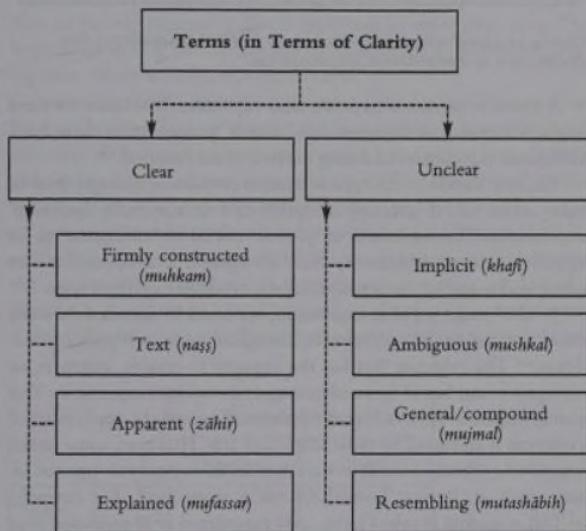 Terms (in Terms of Clarity)
Clear
Unclear
Firmly constructed
(muhkam)
Implicit (khafī)
Text (naṣṣ)
Ambiguous (mushkal)
Apparent (zāhir)
General/compound
(mujmal)
Explained (mufassar)
Resembling (mutashābih)